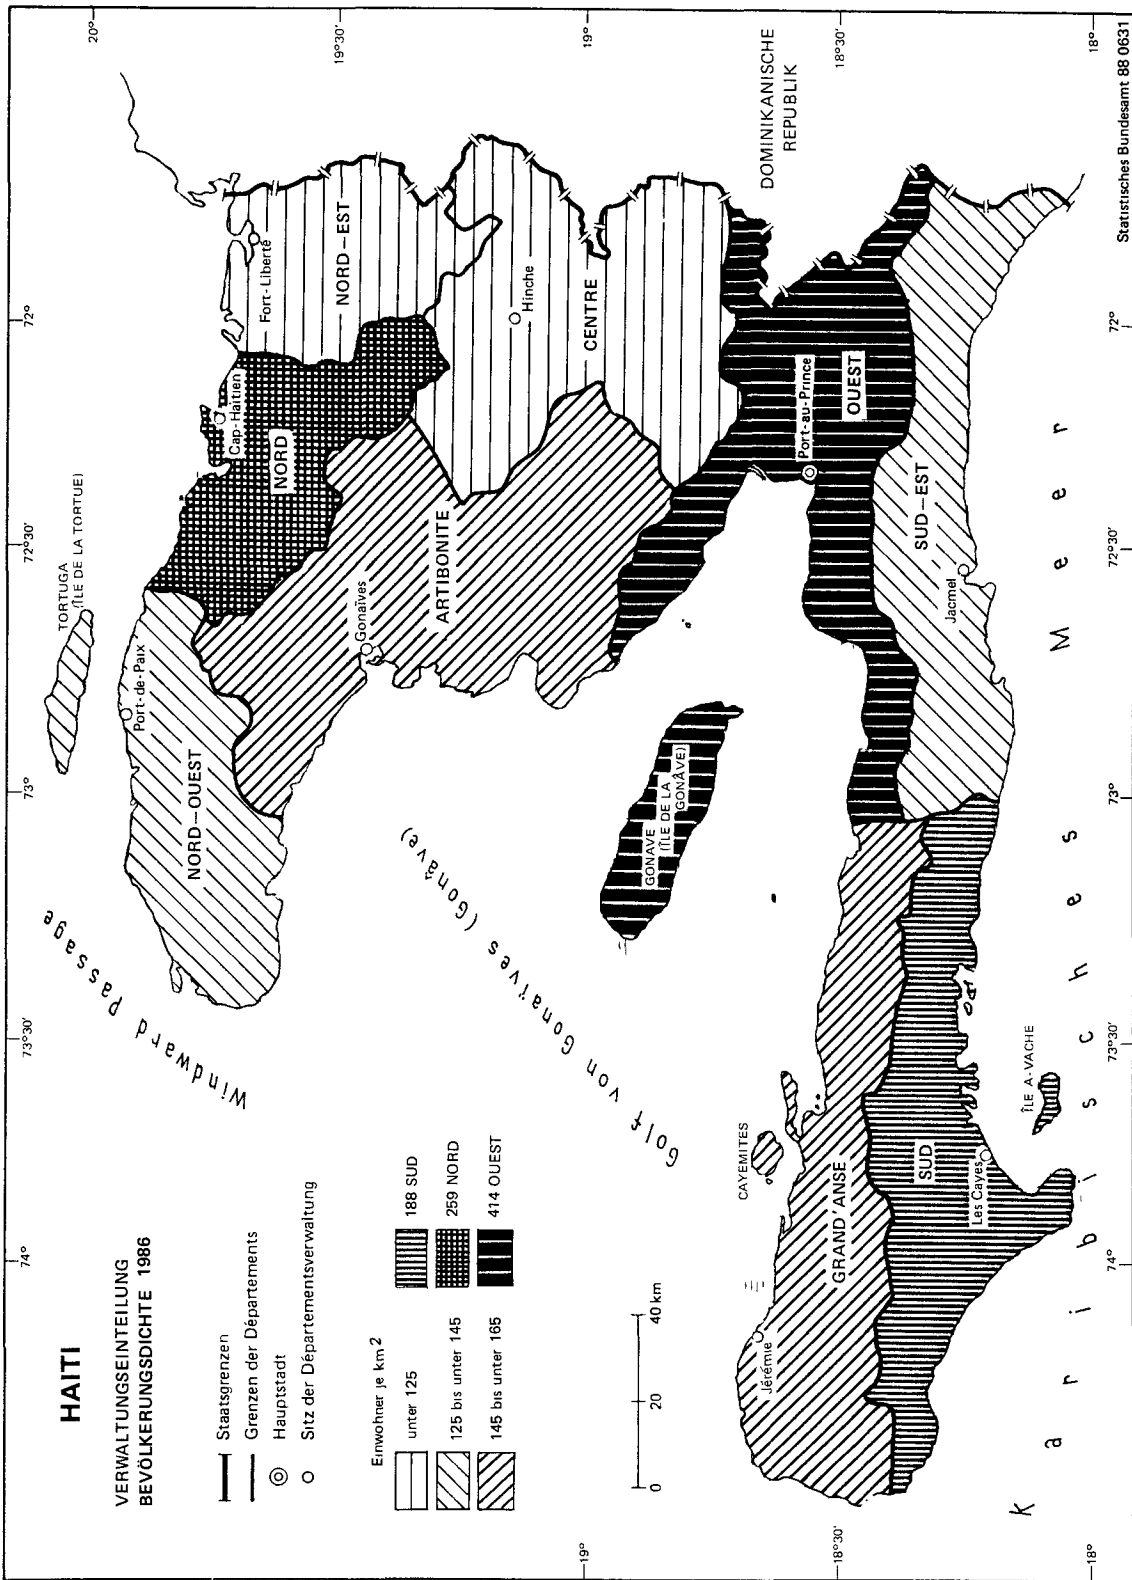 HAITI
VERWALTUNGSEINTEILUNG
BEVÖLKERUNGSDICHTE 1986
Staatsgrenzen
Grenzen der Départements
Hauptstadt
Sitz der Départementsverwaltung
Einwohner je km²
unter 125
125 bis unter 145
145 bis unter 165
188 SUD
259 NORD
414 OUEST
0 20 40 km
74°
73°30'
73°
72°30'
72°
20°
19°30'
19°
18°30'
18°
19°
18°30'
18°
Windward Passage
TORTUGA
(ÎLE DE LA TORTUE)
Port-de-Paix
NORD-OUEST
Cap-Haïtien
NORD
Fort-Liberté
NORD-EST
Gonaïves
ARTIBONITE
Hinche
CENTRE
Golf von Gonaïves (Gonâve)
GONAVE
(ÎLE DE LA
GONÂVE)
DOMINIKANISCHE
REPUBLIK
Port-au-Prince
OUEST
CAYEMITES
Jérémie
GRAND'ANSE
SUD
Les Cayes
ÎLE A-VACHE
SUD-EST
Jacmel
Karibisches Meer
Statistisches Bundesamt 88 0631